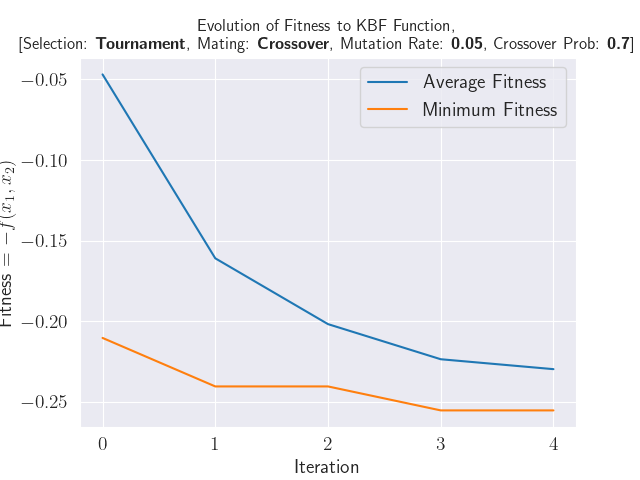 Evolution of Fitness to KBF Function,
[Selection: Tournament, Mating: Crossover, Mutation Rate: 0.05, Crossover Prob: 0.7]
Average Fitness
Minimum Fitness
Fitness = −f(x₁, x₂)
−0.05
−0.10
−0.15
−0.20
−0.25
0 1 2 3 4
Iteration